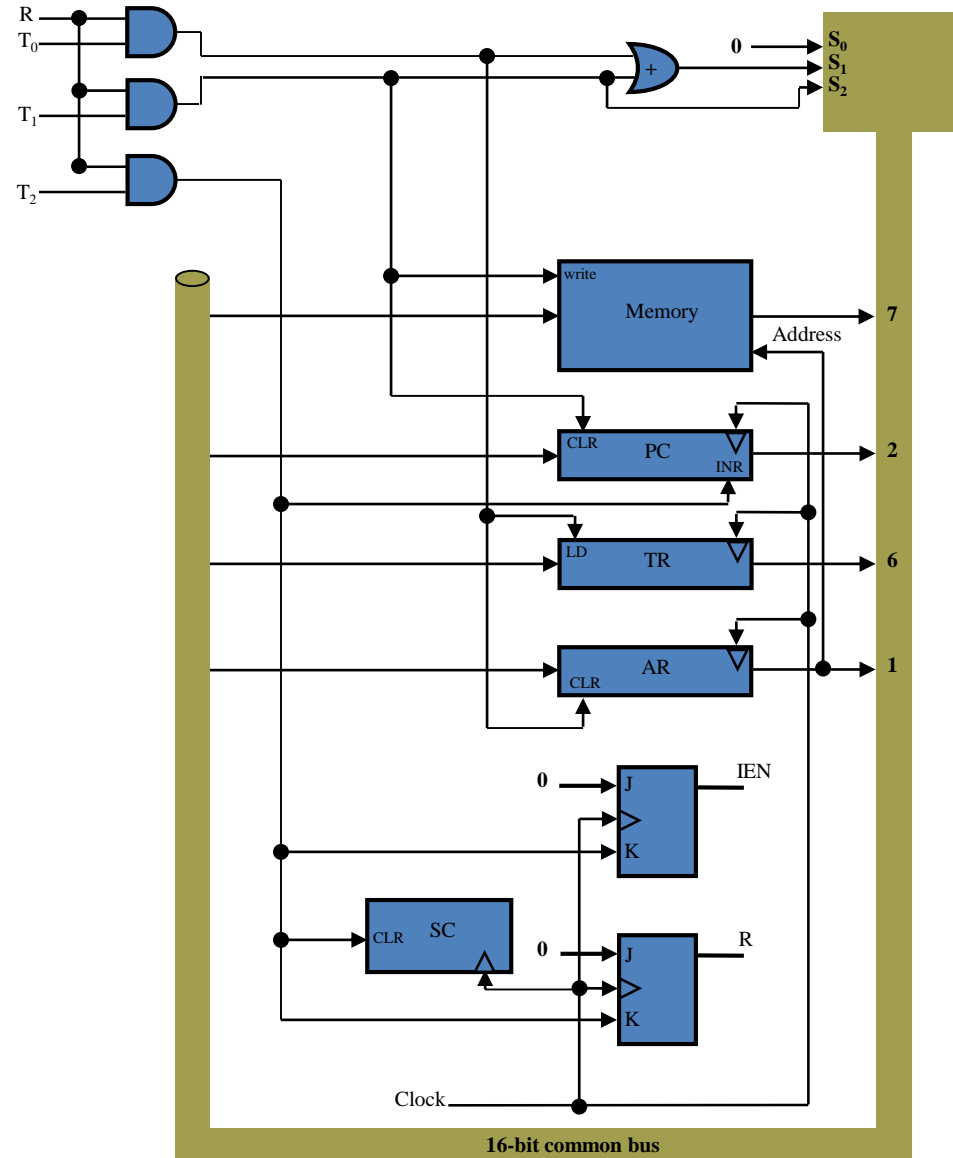 R
T0
T1
T2
+
0
S0
S1
S2
write
Memory
7
Address
CLR
PC
INR
2
LD
TR
6
CLR
AR
1
0
J
K
IEN
CLR
SC
0
J
K
R
Clock
16-bit common bus